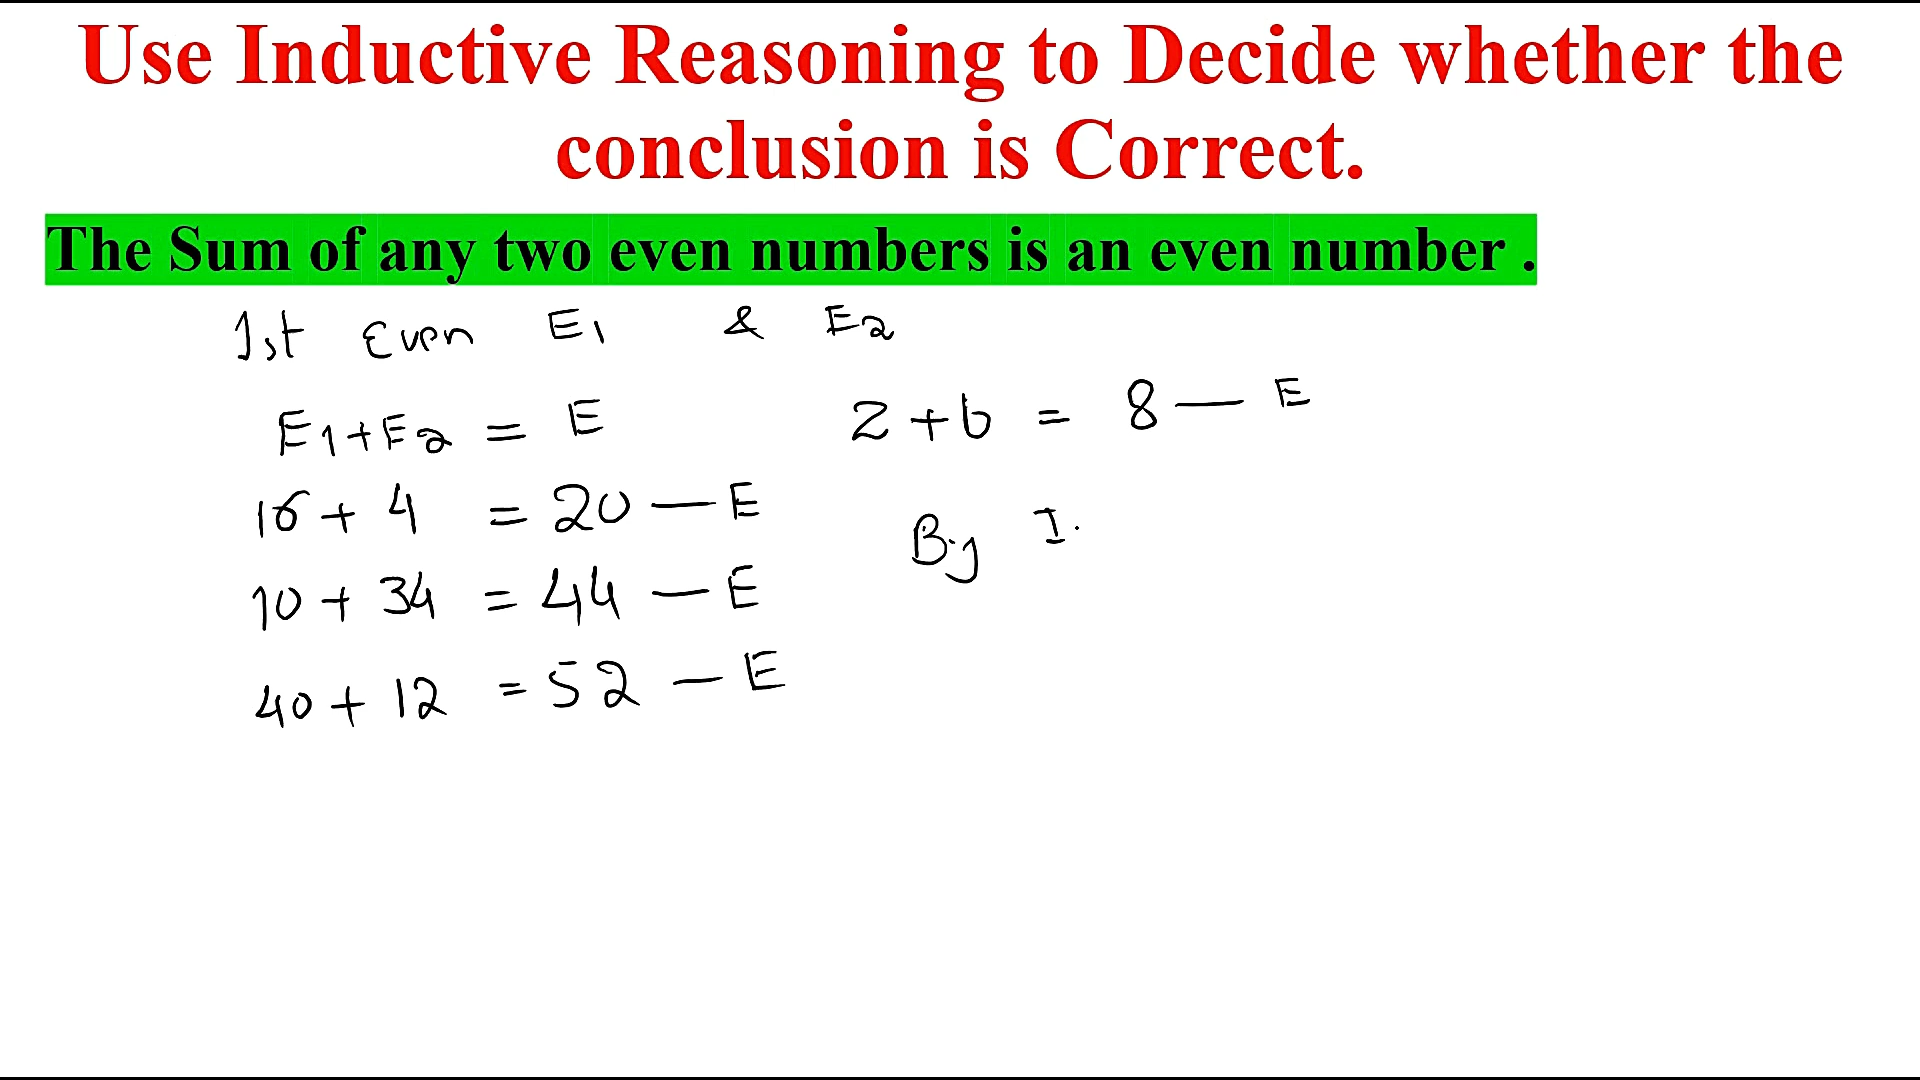 Use Inductive Reasoning to Decide whether the
conclusion is Correct.
The Sum of any two even numbers is an even number .
1st Even E1 & E2
E1+E2 = E
2+6 = 8 — E
16 + 4 = 20 — E
By I.
10 + 34 = 44 — E
40 + 12 = 52 — E